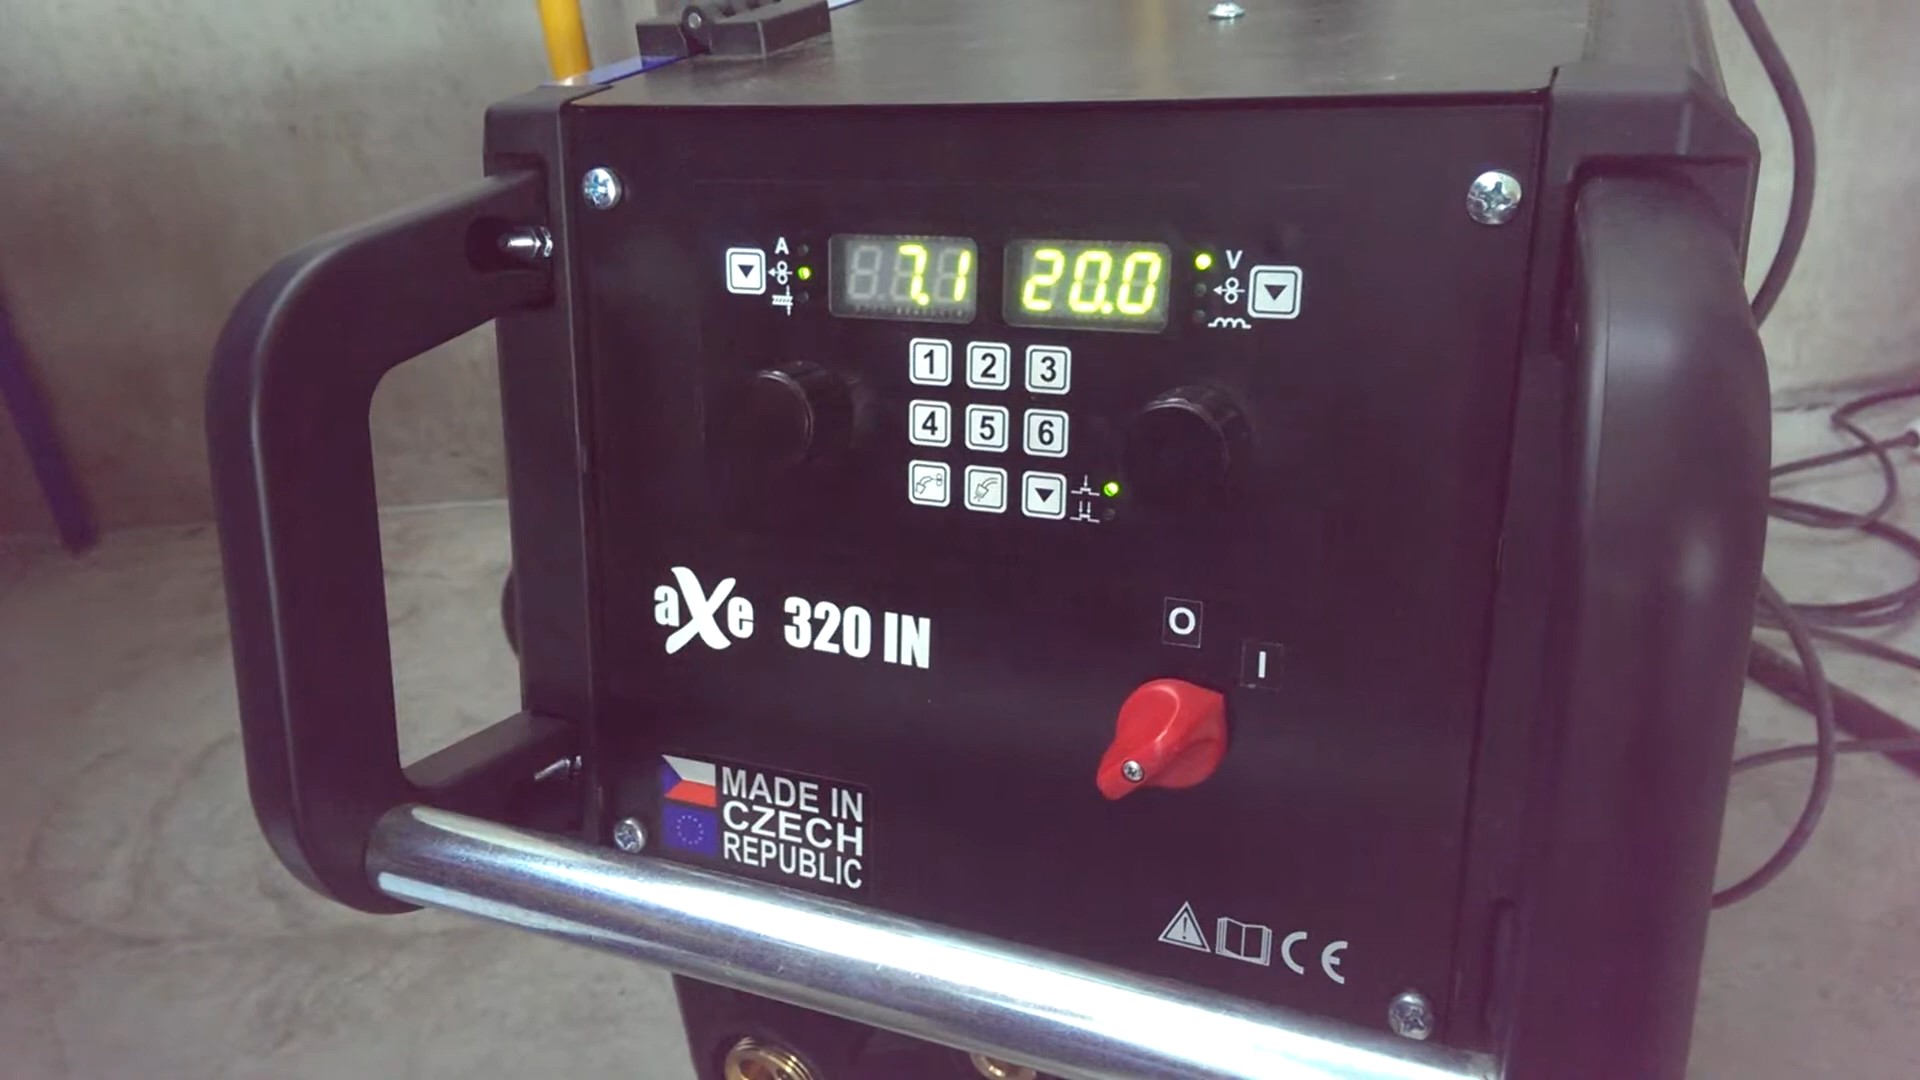 A
7.1
20.0
V
1 2 3
4 5 6
aXe 320 IN
O
I
MADE IN
CZECH
REPUBLIC
CE